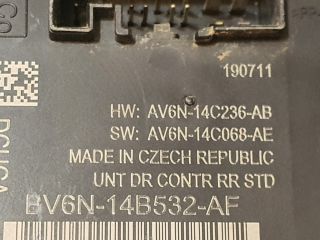 190711
HW: AV6N-14C236-AB
SW: AV6N-14C068-AE
MADE IN CZECH REPUBLIC
UNT DR CONTR RR STD
BV6N-14B532-AF